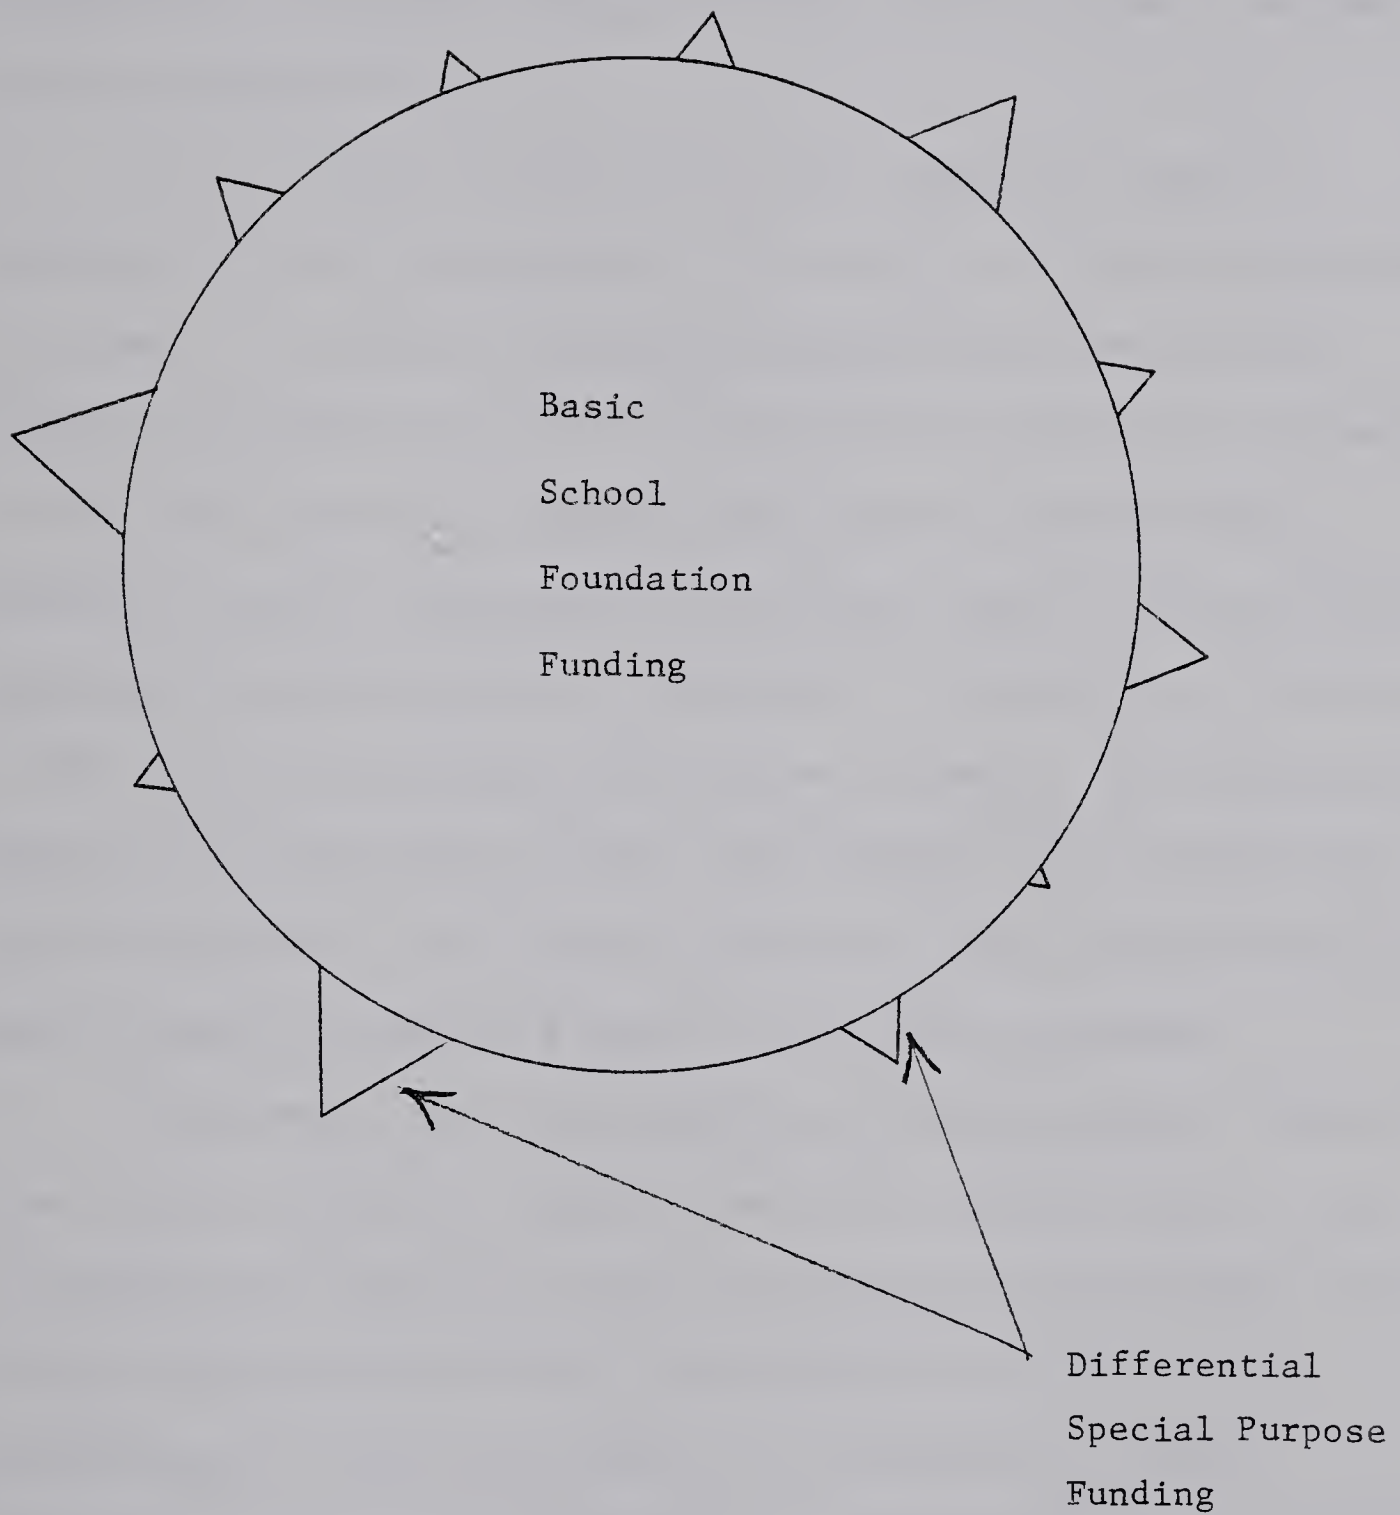 Basic
School
Foundation
Funding
Differential
Special Purpose
Funding